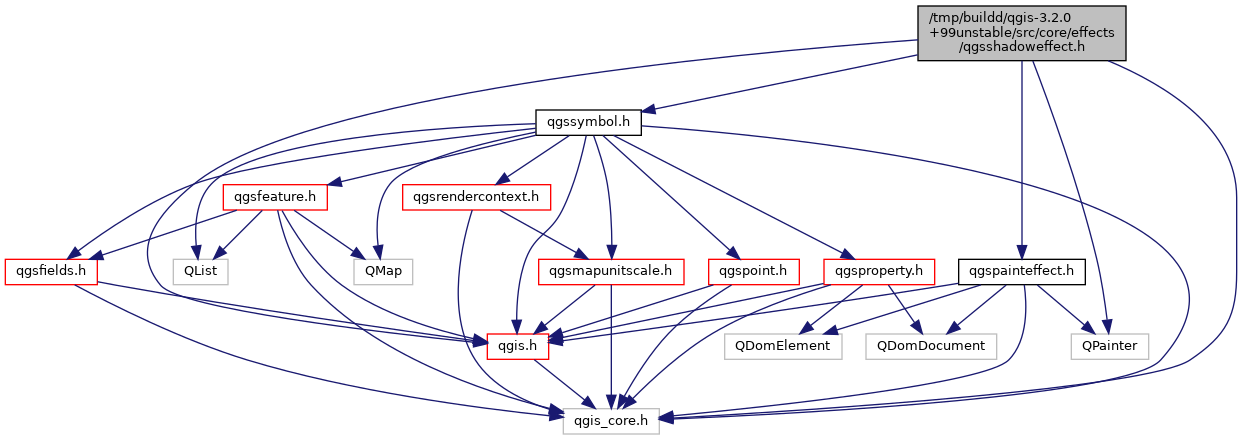 /tmp/buildd/qgis-3.2.0
+99unstable/src/core/effects
/qgsshadoweffect.h
qgssymbol.h
qgsfeature.h
qgsrendercontext.h
qgsfields.h
QList
QMap
qgsmapunitscale.h
qgspoint.h
qgsproperty.h
qgspainteffect.h
qgis.h
QDomElement
QDomDocument
QPainter
qgis_core.h